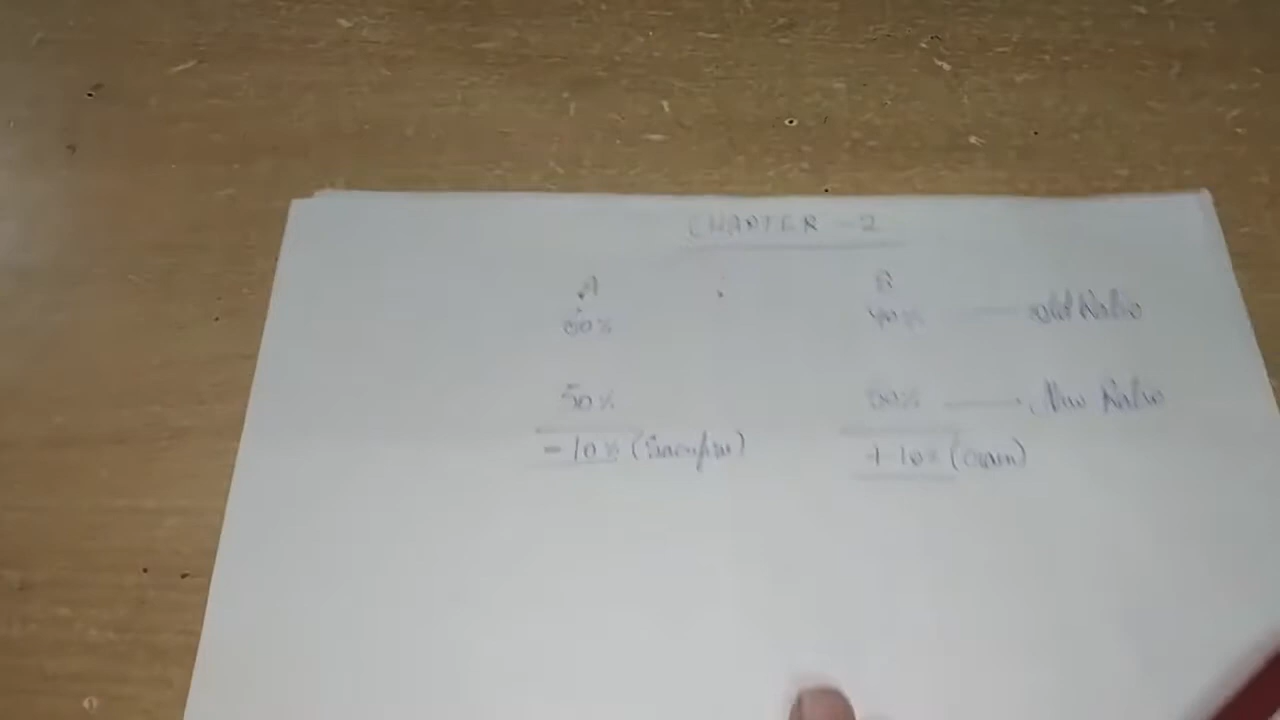 CHAPTER - 2
A B
60% 40% Old Ratio
50% 50% New Ratio
-10% (Sacrifice) +10% (Gain)